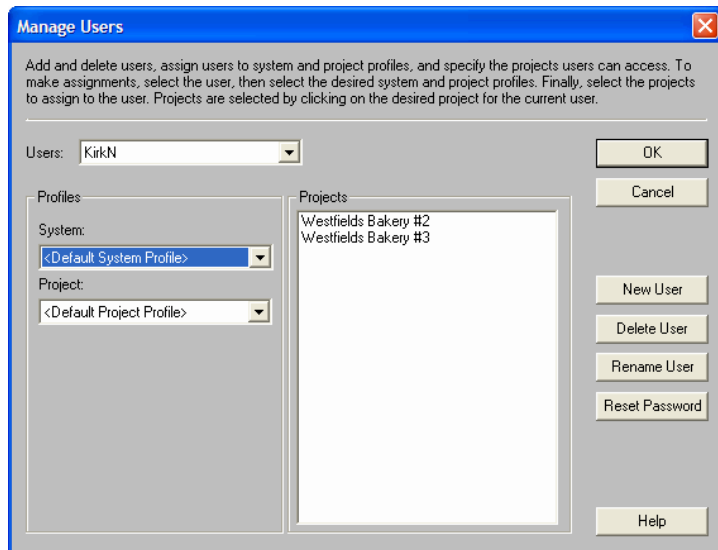 Manage Users
Add and delete users, assign users to system and project profiles, and specify the projects users can access. To
make assignments, select the user, then select the desired system and project profiles. Finally, select the projects
to assign to the user. Projects are selected by clicking on the desired project for the current user.
Users: KirkN
OK
Cancel
Profiles
System:
<Default System Profile>
Project:
<Default Project Profile>
Projects
Westfields Bakery #2
Westfields Bakery #3
New User
Delete User
Rename User
Reset Password
Help